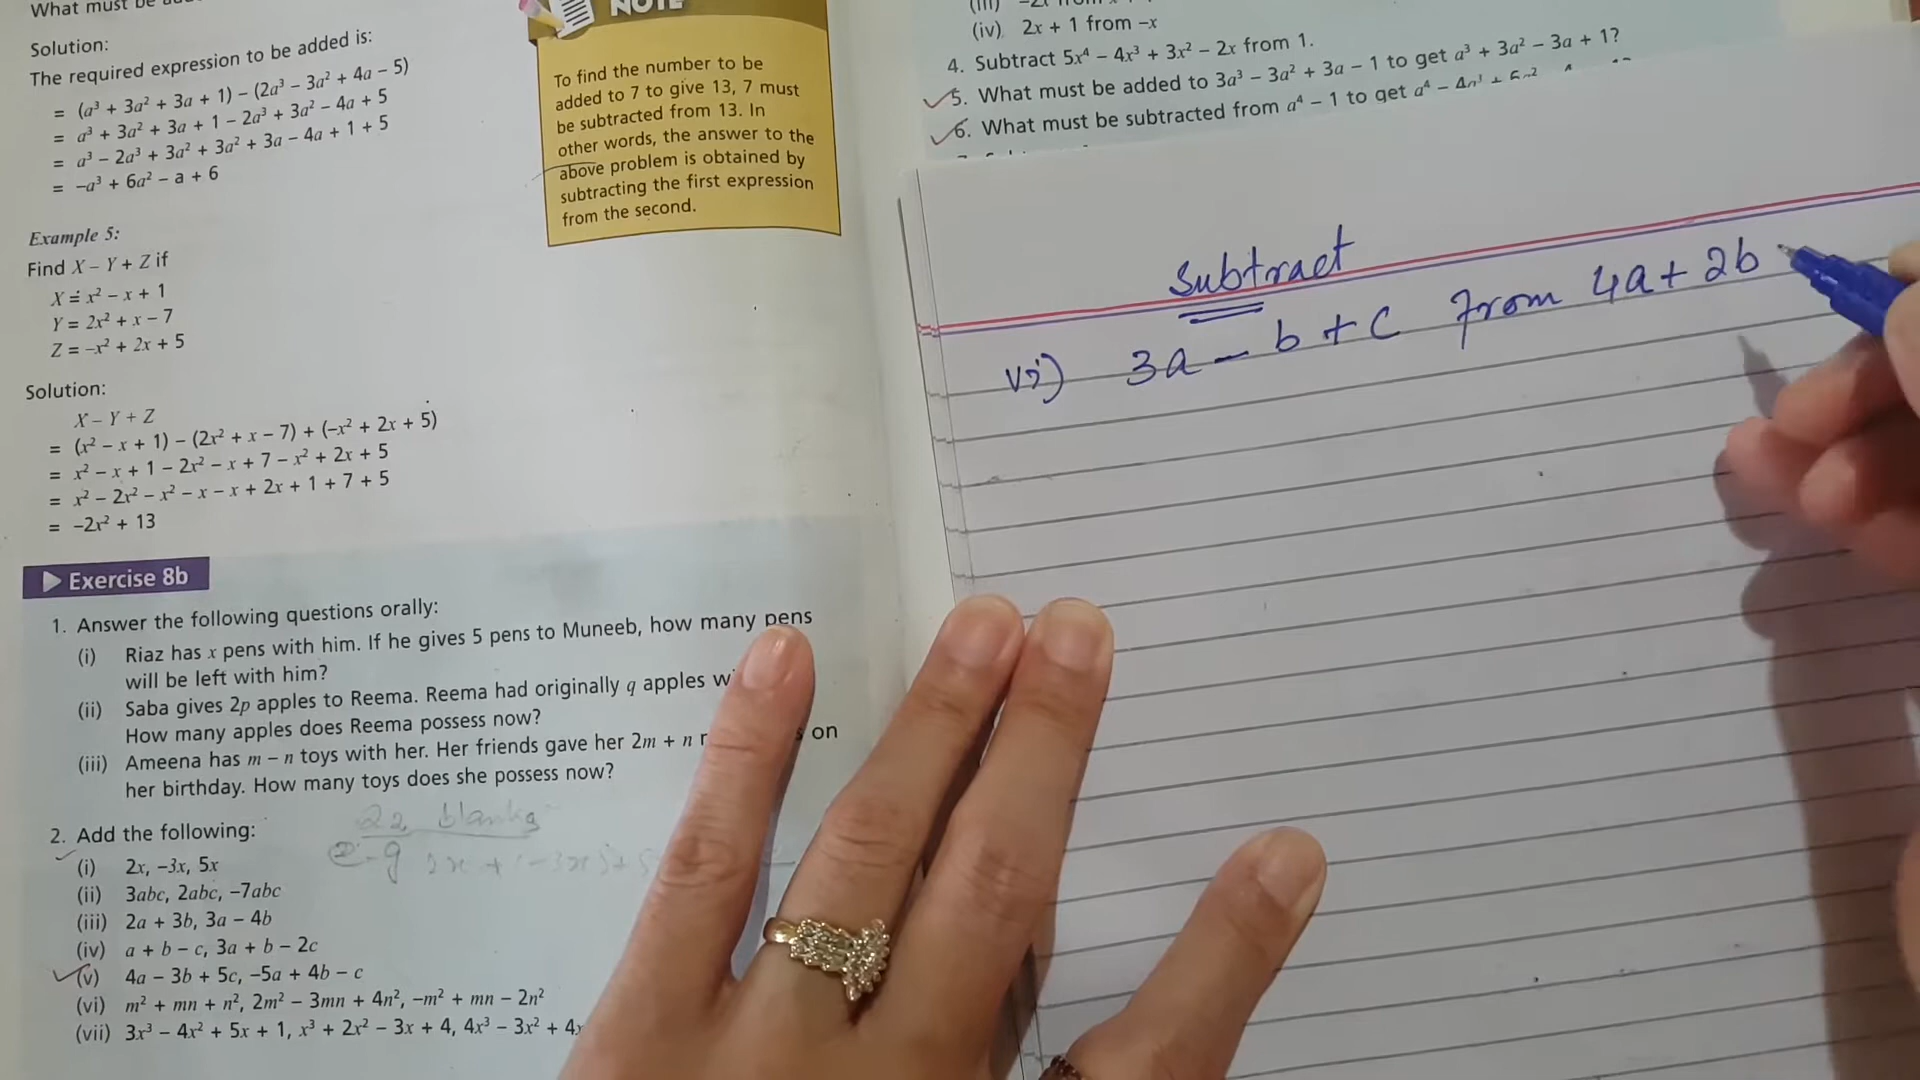 What must be
Solution:
The required expression to be added is:
= (a³ + 3a² + 3a + 1) – (2a³ – 3a² + 4a – 5)
= a³ + 3a² + 3a + 1 – 2a³ + 3a² – 4a + 5
= a³ – 2a³ + 3a² + 3a² + 3a – 4a + 1 + 5
= –a³ + 6a² – a + 6
Example 5:
Find X – Y + Z if
X = x² – x + 1
Y = 2x² + x – 7
Z = –x² + 2x + 5
Solution:
X – Y + Z
= (x² – x + 1) – (2x² + x – 7) + (–x² + 2x + 5)
= x² – x + 1 – 2x² – x + 7 – x² + 2x + 5
= x² – 2x² – x² – x – x + 2x + 1 + 7 + 5
= –2x² + 13
Exercise 8b
1. Answer the following questions orally:
(i) Riaz has x pens with him. If he gives 5 pens to Muneeb, how many pens
will be left with him?
(ii) Saba gives 2p apples to Reema. Reema had originally q apples
How many apples does Reema possess now?
(iii) Ameena has m – n toys with her. Her friends gave her 2m + n on
her birthday. How many toys does she possess now?
2. Add the following:
(i) 2x, –3x, 5x
(ii) 3abc, 2abc, –7abc
(iii) 2a + 3b, 3a – 4b
(iv) a + b – c, 3a + b – 2c
(v) 4a – 3b + 5c, –5a + 4b – c
(vi) m² + mn + n², 2m² – 3mn + 4n², –m² + mn – 2n²
(vii) 3x³ – 4x² + 5x + 1, x³ + 2x² – 3x + 4, 4x³ – 3x² + 4x
NOTE
To find the number to be
added to 7 to give 13, 7 must
be subtracted from 13. In
other words, the answer to the
above problem is obtained by
subtracting the first expression
from the second.
(iv) 2x + 1 from –x
4. Subtract 5x⁴ – 4x³ + 3x² – 2x from 1.
5. What must be added to 3a³ – 3a² + 3a – 1 to get a³ + 3a² – 3a + 1?
6. What must be subtracted from a⁴ – 1 to get a⁴ – 4a³ + 6a²
Subtract
vi) 3a – b + c from 4a + 2b